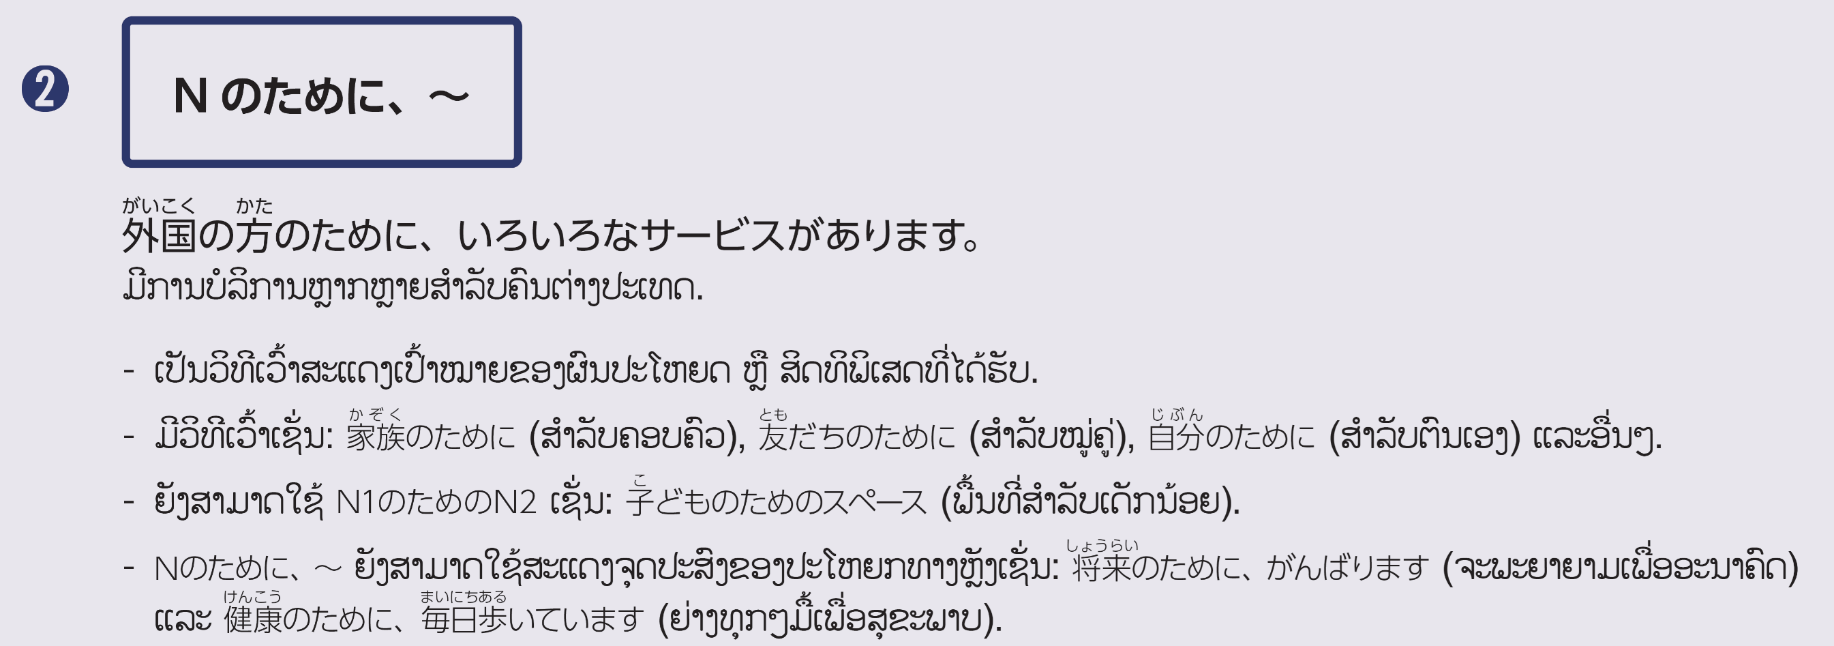 2
N のために、～
がいこく かた
外国の方のために、いろいろなサービスがあります。
ມີການບໍລິການຫຼາກຫຼາຍສຳລັບຄົນຕ່າງປະເທດ.
- ເປັນວິທີເວົ້າສະແດງເປົ້າໝາຍຂອງຜົນປະໂຫຍດ ຫຼື ສິດທິພິເສດທີ່ໄດ້ຮັບ.
かぞく とも じぶん
- ມີວິທີເວົ້າເຊັ່ນ: 家族のために (ສຳລັບຄອບຄົວ), 友だちのために (ສຳລັບໝູ່ຄູ່), 自分のために (ສຳລັບຕົນເອງ) ແລະອື່ນໆ.
こ
- ຍັງສາມາດໃຊ້ N1のためのN2 ເຊັ່ນ: 子どものためのスペース (ພື້ນທີ່ສຳລັບເດັກນ້ອຍ).
しょうらい
- Nのために、～ ຍັງສາມາດໃຊ້ສະແດງຈຸດປະສົງຂອງປະໂຫຍກທາງຫຼັງເຊັ່ນ: 将来のために、がんばります (ຈະພະຍາຍາມເພື່ອອະນາຄົດ)
けんこう まいにちある
ແລະ 健康のために、毎日歩いています (ຍ່າງທຸກໆມື້ເພື່ອສຸຂະພາບ).